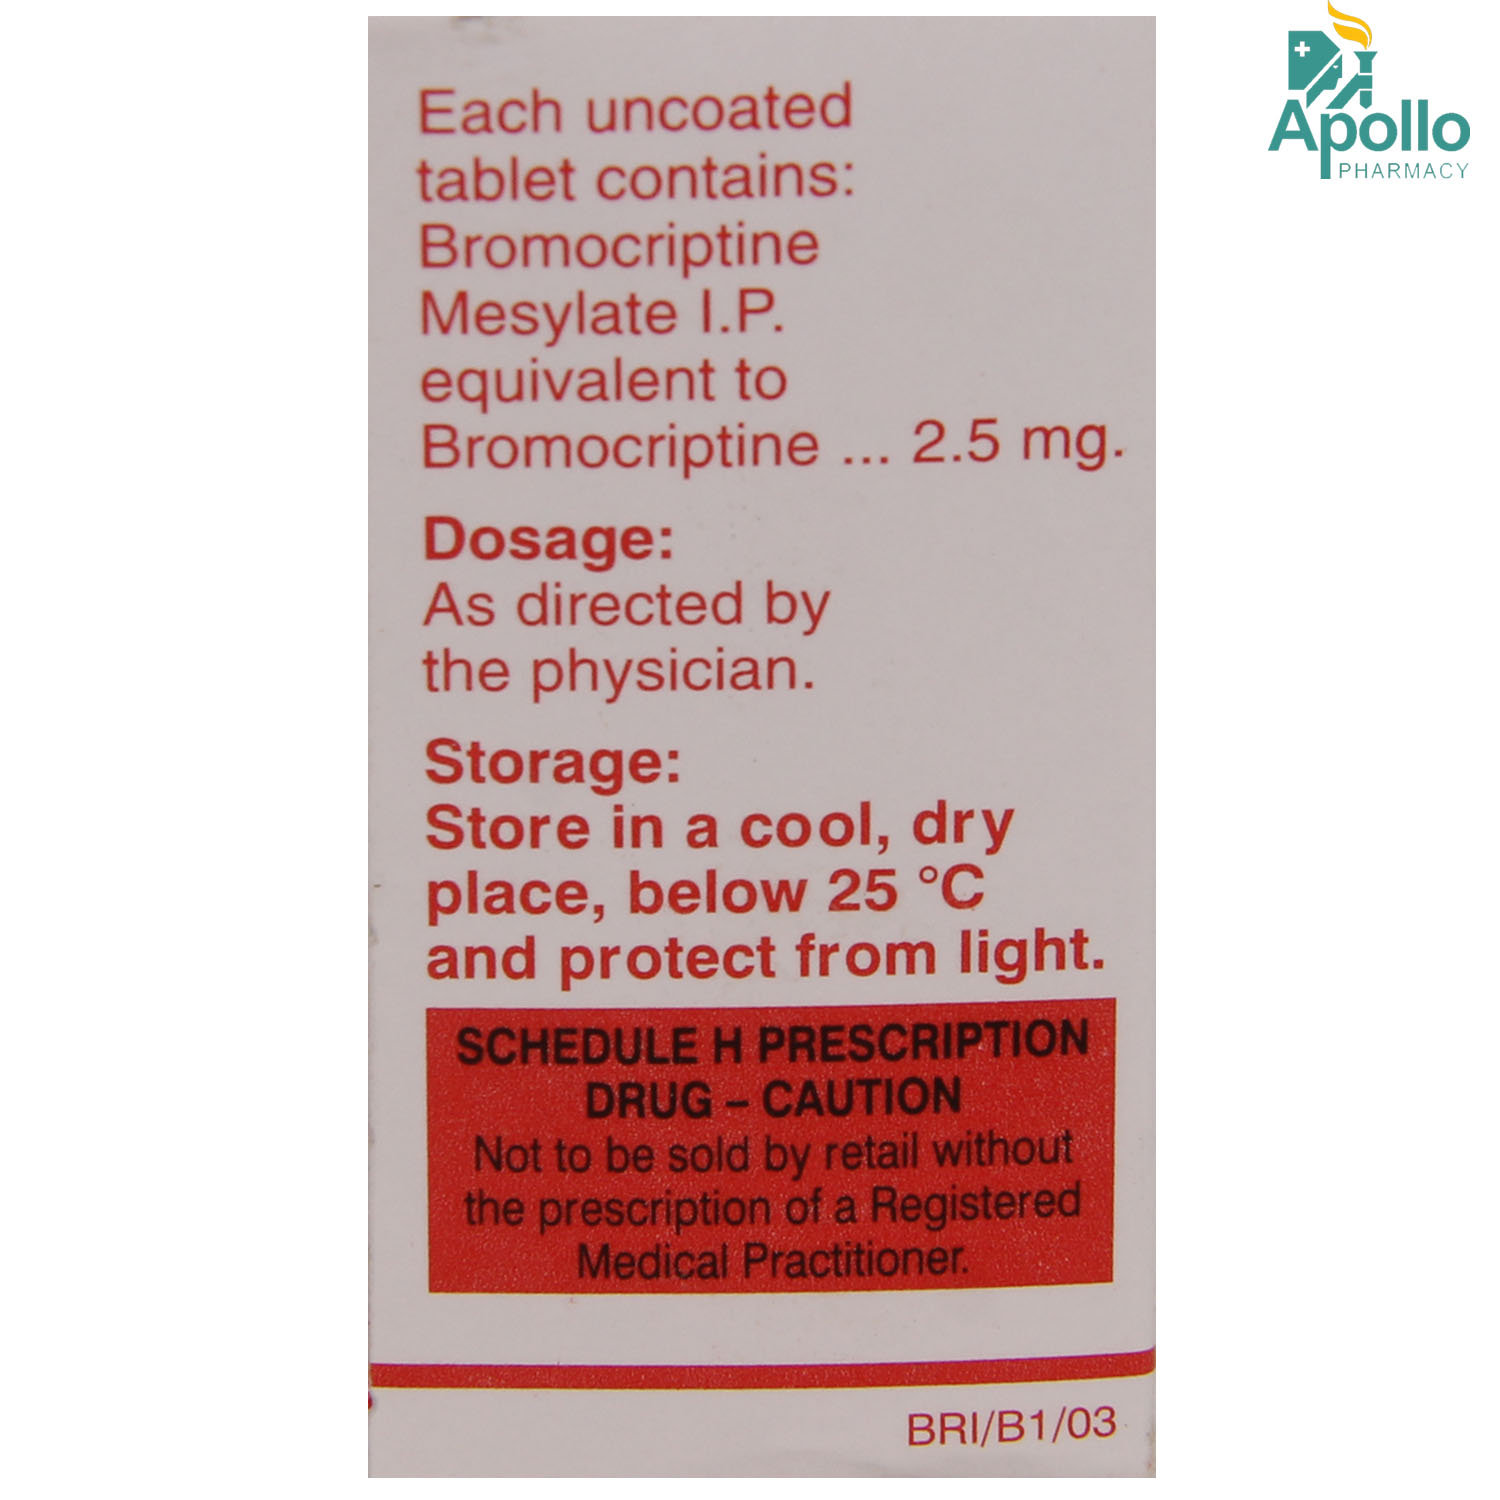 Apollo
PHARMACY
Each uncoated
tablet contains:
Bromocriptine
Mesylate I.P.
equivalent to
Bromocriptine ... 2.5 mg.
Dosage:
As directed by
the physician.
Storage:
Store in a cool, dry
place, below 25 °C
and protect from light.
SCHEDULE H PRESCRIPTION
DRUG – CAUTION
Not to be sold by retail without
the prescription of a Registered
Medical Practitioner.
BRI/B1/03